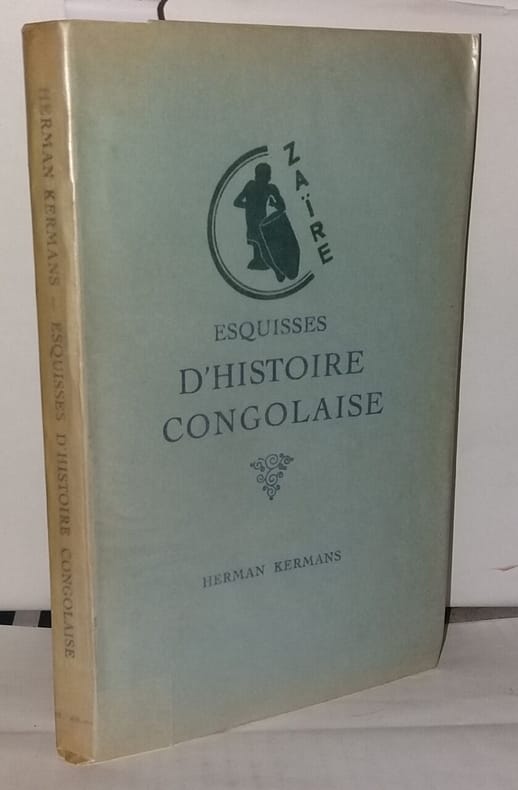 HERMAN KERMANS – ESQUISSES D'HISTOIRE CONGOLAISE
ZAÏRE
ESQUISSES
D'HISTOIRE
CONGOLAISE
HERMAN KERMANS